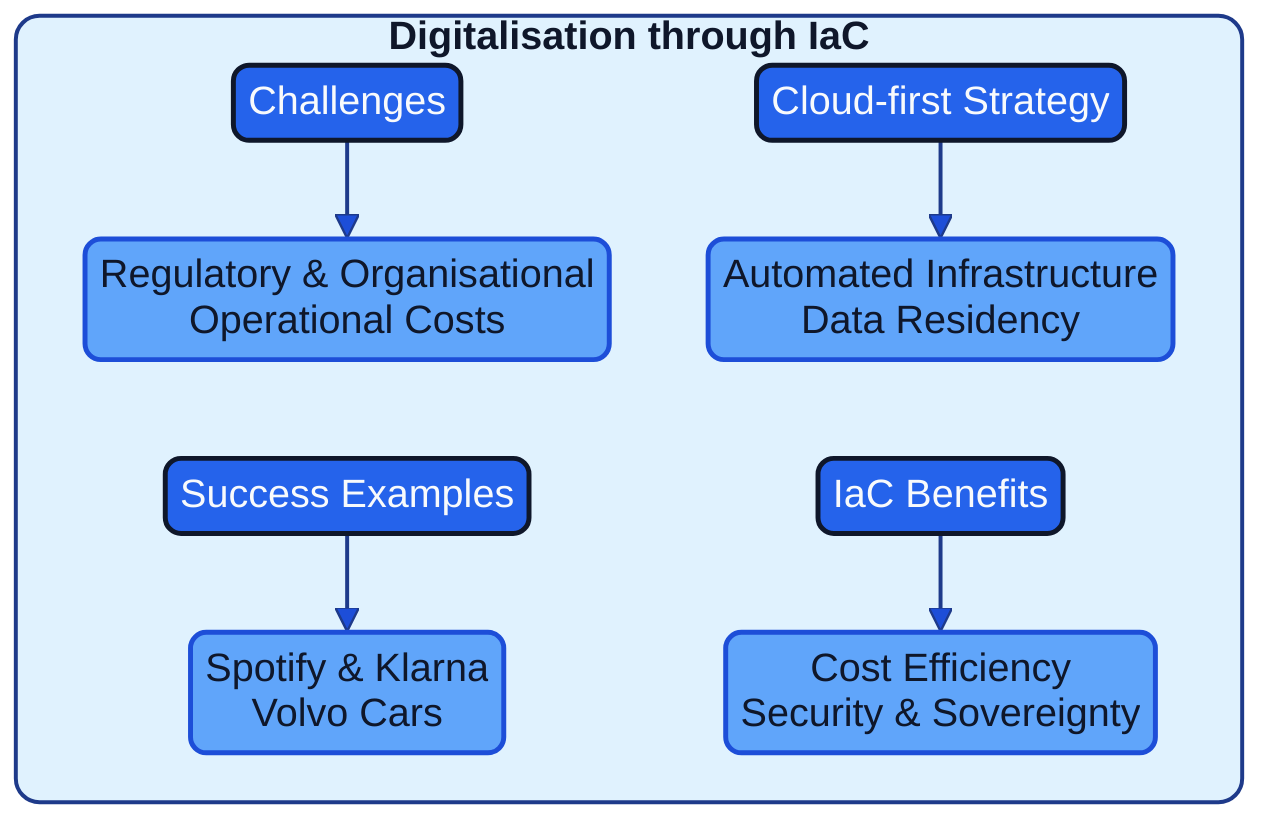 Digitalisation through IaC
Challenges
Cloud-first Strategy
Regulatory & Organisational
Operational Costs
Automated Infrastructure
Data Residency
Success Examples
IaC Benefits
Spotify & Klarna
Volvo Cars
Cost Efficiency
Security & Sovereignty